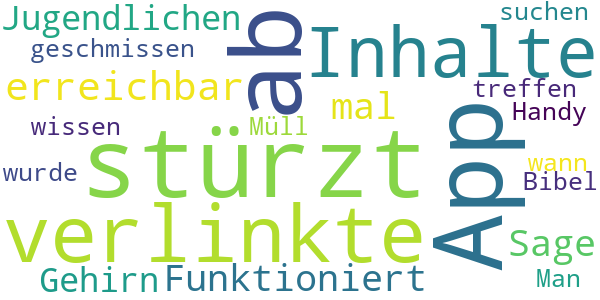 Jugendlichen
ab
suchen
geschmissen
Inhalte
erreichbar
mal
treffen
Handy
wissen
Müll
App
stürzt
wann
wurde
Bibel
verlinkte
Sage
Gehirn
Funktioniert
Man